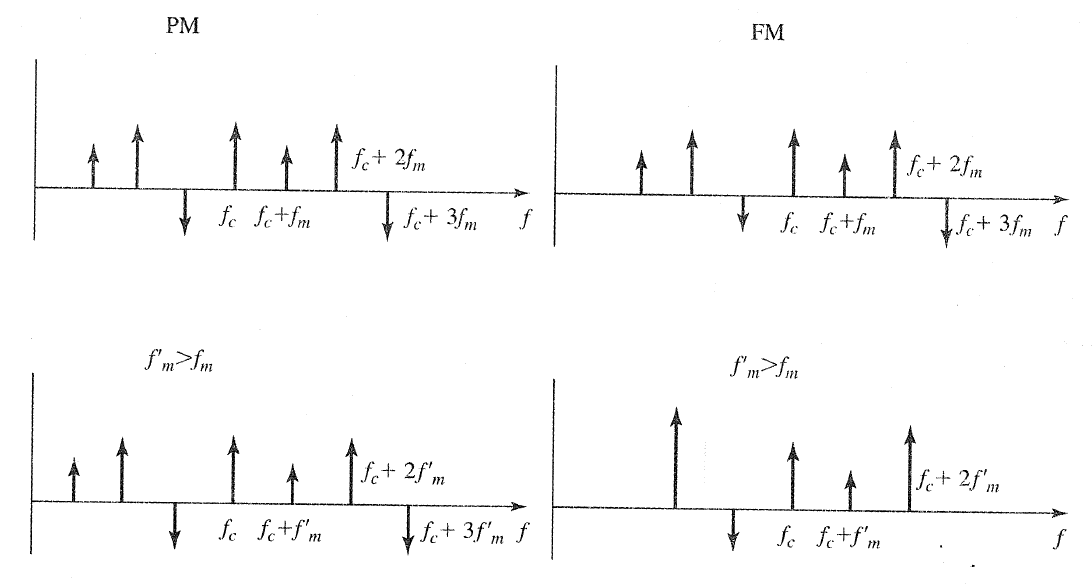 PM
FM
f_c + 2f_m
f_c f_c+f_m
f_c + 3f_m f
f_c + 2f_m
f_c f_c+f_m
f_c + 3f_m f
f'_m>f_m
f'_m>f_m
f_c + 2f'_m
f_c f_c+f'_m
f_c + 3f'_m f
f_c + 2f'_m
f_c f_c+f'_m f